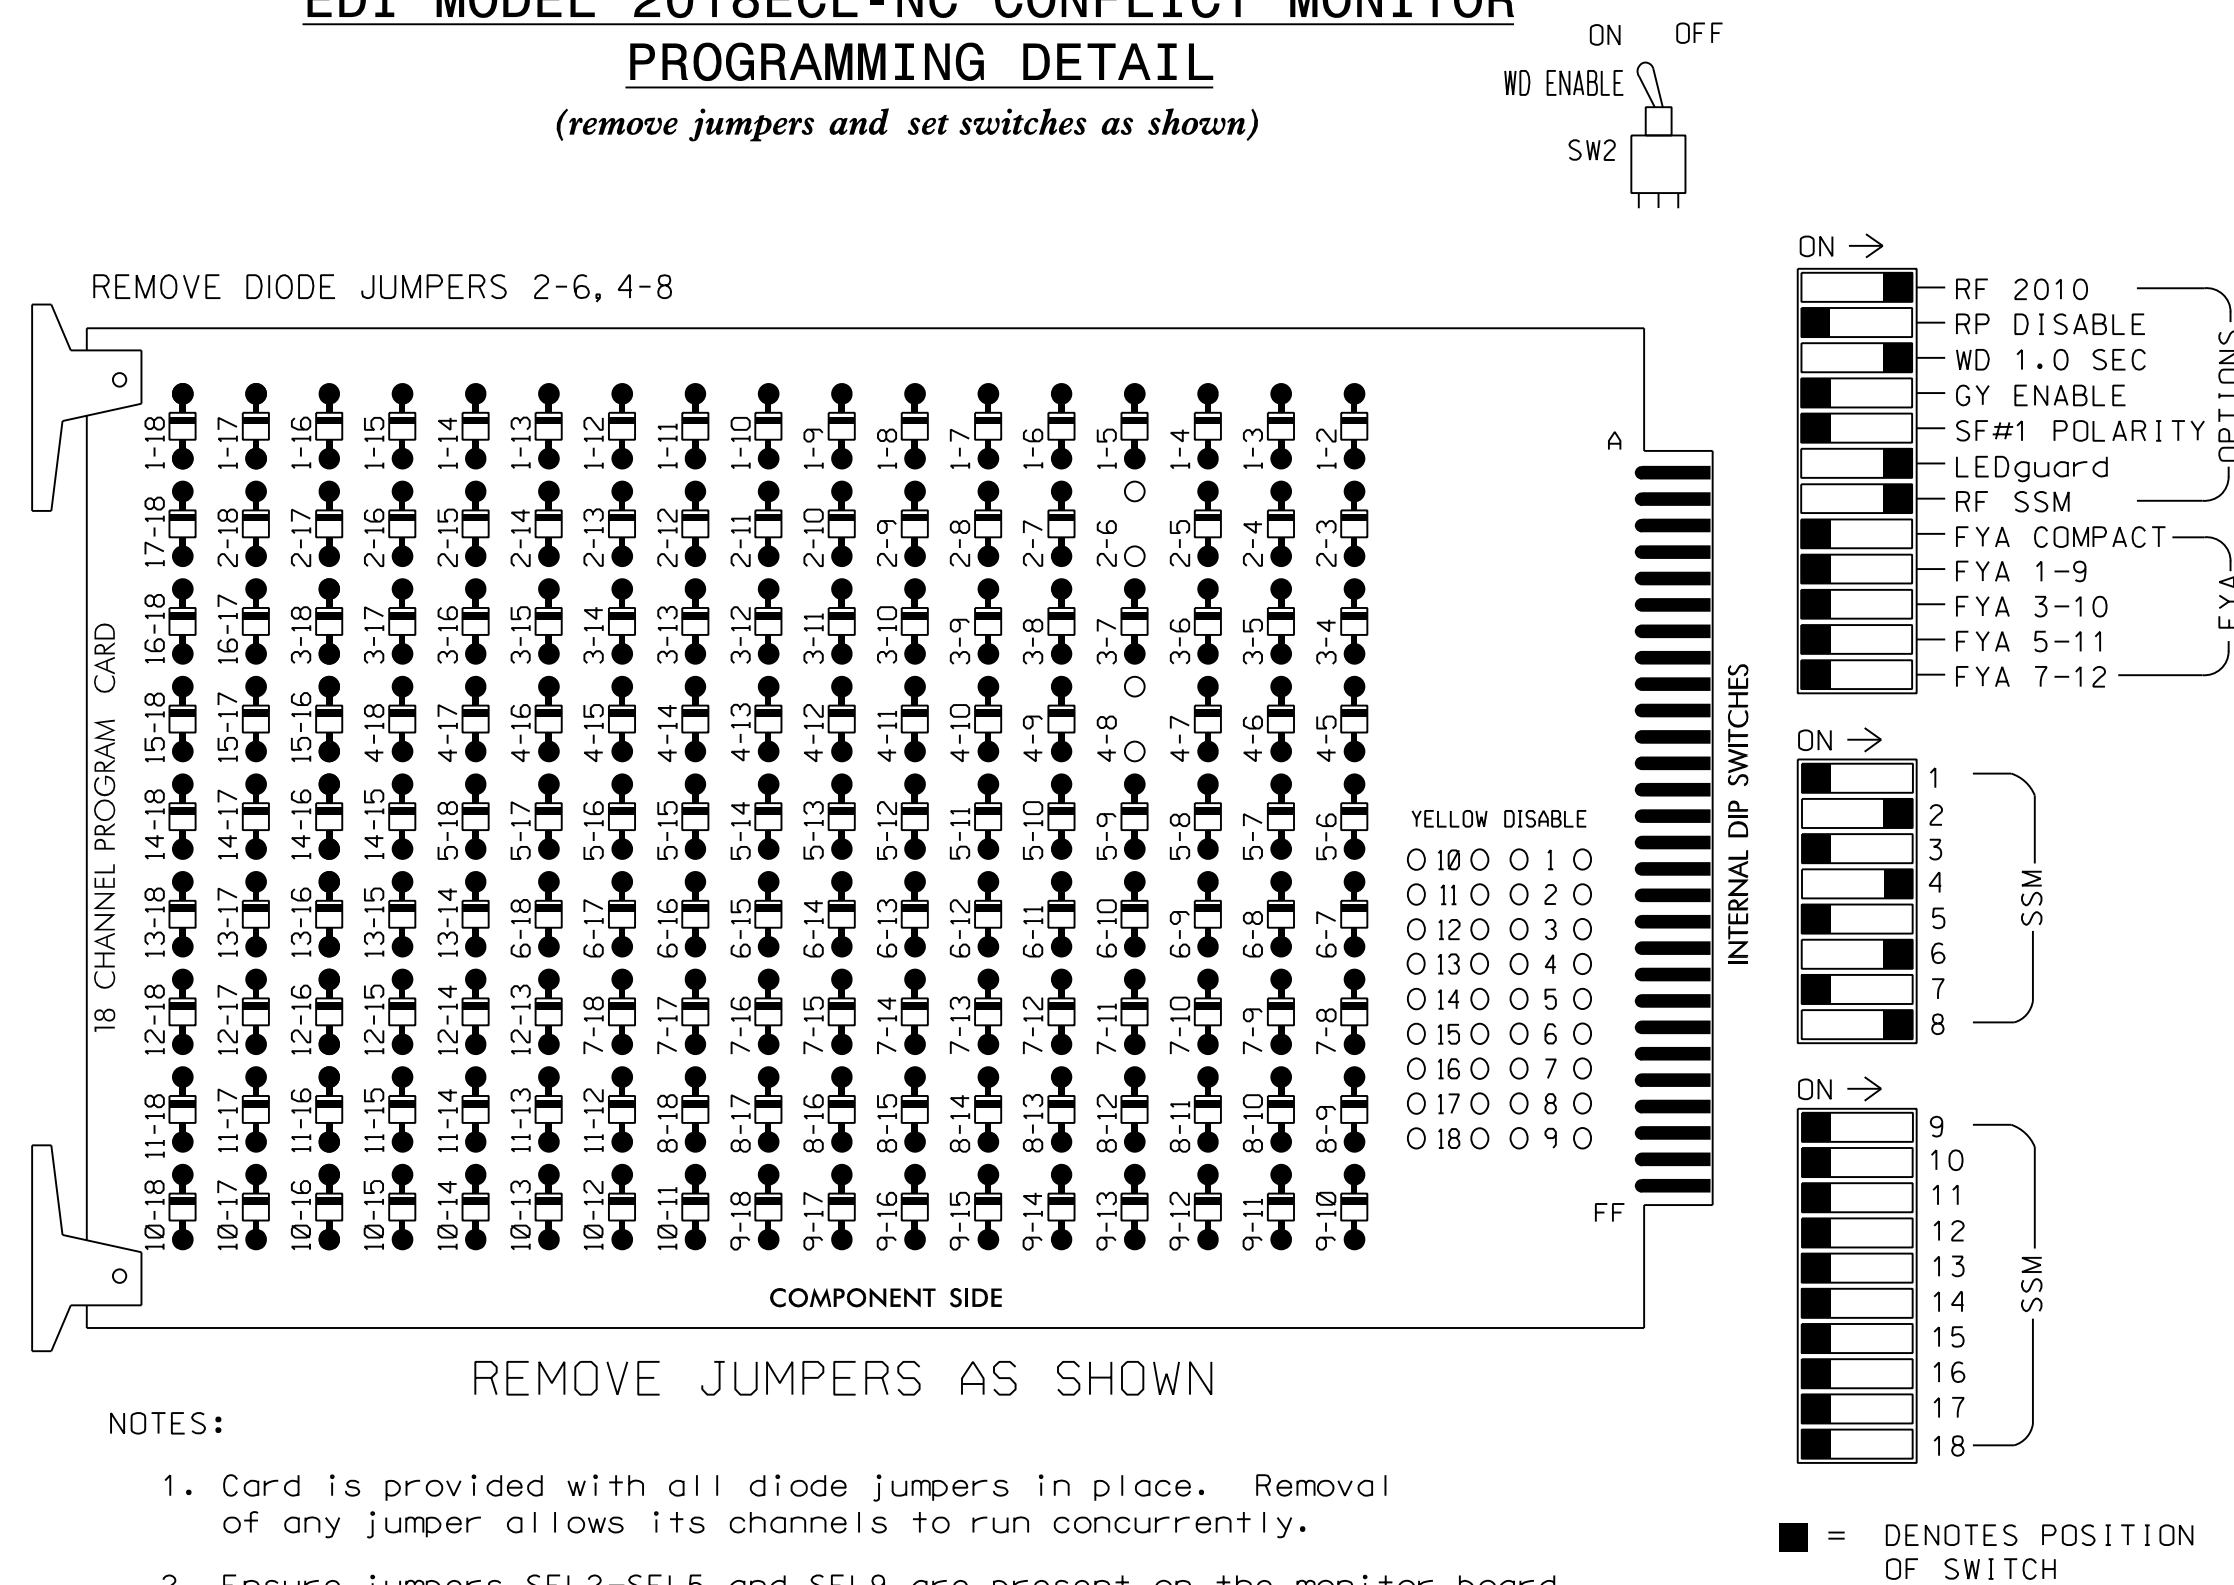 EDI MODEL 2018ECL-NC CONFLICT MONITOR
PROGRAMMING DETAIL
(remove jumpers and set switches as shown)
ON OFF
WD ENABLE
SW2
REMOVE DIODE JUMPERS 2-6, 4-8
18 CHANNEL PROGRAM CARD
1-18 1-17 1-16 1-15 1-14 1-13 1-12 1-11 1-10 1-9 1-8 1-7 1-6 1-5 1-4 1-3 1-2
17-18 2-18 2-17 2-16 2-15 2-14 2-13 2-12 2-11 2-10 2-9 2-8 2-7 2-6 2-5 2-4 2-3
16-18 16-17 3-18 3-17 3-16 3-15 3-14 3-13 3-12 3-11 3-10 3-9 3-8 3-7 3-6 3-5 3-4
15-18 15-17 15-16 4-18 4-17 4-16 4-15 4-14 4-13 4-12 4-11 4-10 4-9 4-8 4-7 4-6 4-5
14-18 14-17 14-16 14-15 5-18 5-17 5-16 5-15 5-14 5-13 5-12 5-11 5-10 5-9 5-8 5-7 5-6
13-18 13-17 13-16 13-15 13-14 6-18 6-17 6-16 6-15 6-14 6-13 6-12 6-11 6-10 6-9 6-8 6-7
12-18 12-17 12-16 12-15 12-14 12-13 7-18 7-17 7-16 7-15 7-14 7-13 7-12 7-11 7-10 7-9 7-8
11-18 11-17 11-16 11-15 11-14 11-13 11-12 8-18 8-17 8-16 8-15 8-14 8-13 8-12 8-11 8-10 8-9
10-18 10-17 10-16 10-15 10-14 10-13 10-12 10-11 9-18 9-17 9-16 9-15 9-14 9-13 9-12 9-11 9-10
A
YELLOW DISABLE
10 1
11 2
12 3
13 4
14 5
15 6
16 7
17 8
18 9
FF
COMPONENT SIDE
INTERNAL DIP SWITCHES
ON
RF 2010
RP DISABLE
WD 1.0 SEC
GY ENABLE
SF#1 POLARITY
LEDguard
RF SSM
OPTIONS
FYA COMPACT
FYA 1-9
FYA 3-10
FYA 5-11
FYA 7-12
FYA
ON
1
2
3
4
5
6
7
8
SSM
ON
9
10
11
12
13
14
15
16
17
18
SSM
= DENOTES POSITION
OF SWITCH
REMOVE JUMPERS AS SHOWN
NOTES:
1. Card is provided with all diode jumpers in place. Removal
of any jumper allows its channels to run concurrently.
2. Ensure jumpers SEL2-SEL5 and SEL9 are present on the monitor board